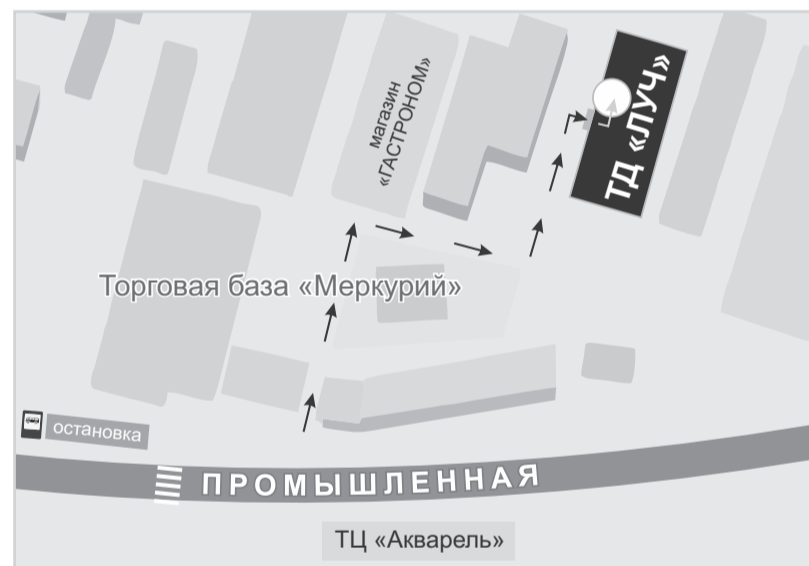 магазин
«ГАСТРОНОМ»
ТД «ЛУЧ»
Торговая база «Меркурий»
остановка
ПРОМЫШЛЕННАЯ
ТЦ «Акварель»